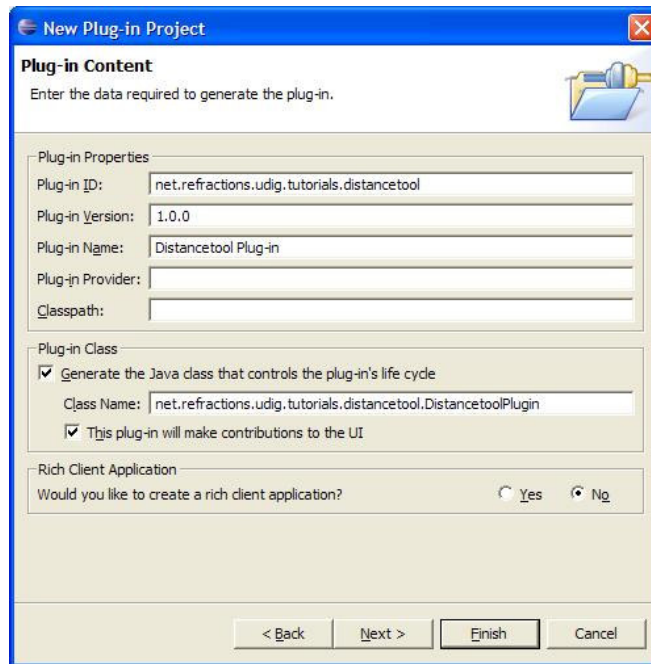 New Plug-in Project
Plug-in Content
Enter the data required to generate the plug-in.
Plug-in Properties
Plug-in ID: net.refractions.udig.tutorials.distancetool
Plug-in Version: 1.0.0
Plug-in Name: Distancetool Plug-in
Plug-in Provider:
Classpath:
Plug-in Class
Generate the Java class that controls the plug-in's life cycle
Class Name: net.refractions.udig.tutorials.distancetool.DistancetoolPlugin
This plug-in will make contributions to the UI
Rich Client Application
Would you like to create a rich client application? Yes No
< Back Next > Finish Cancel